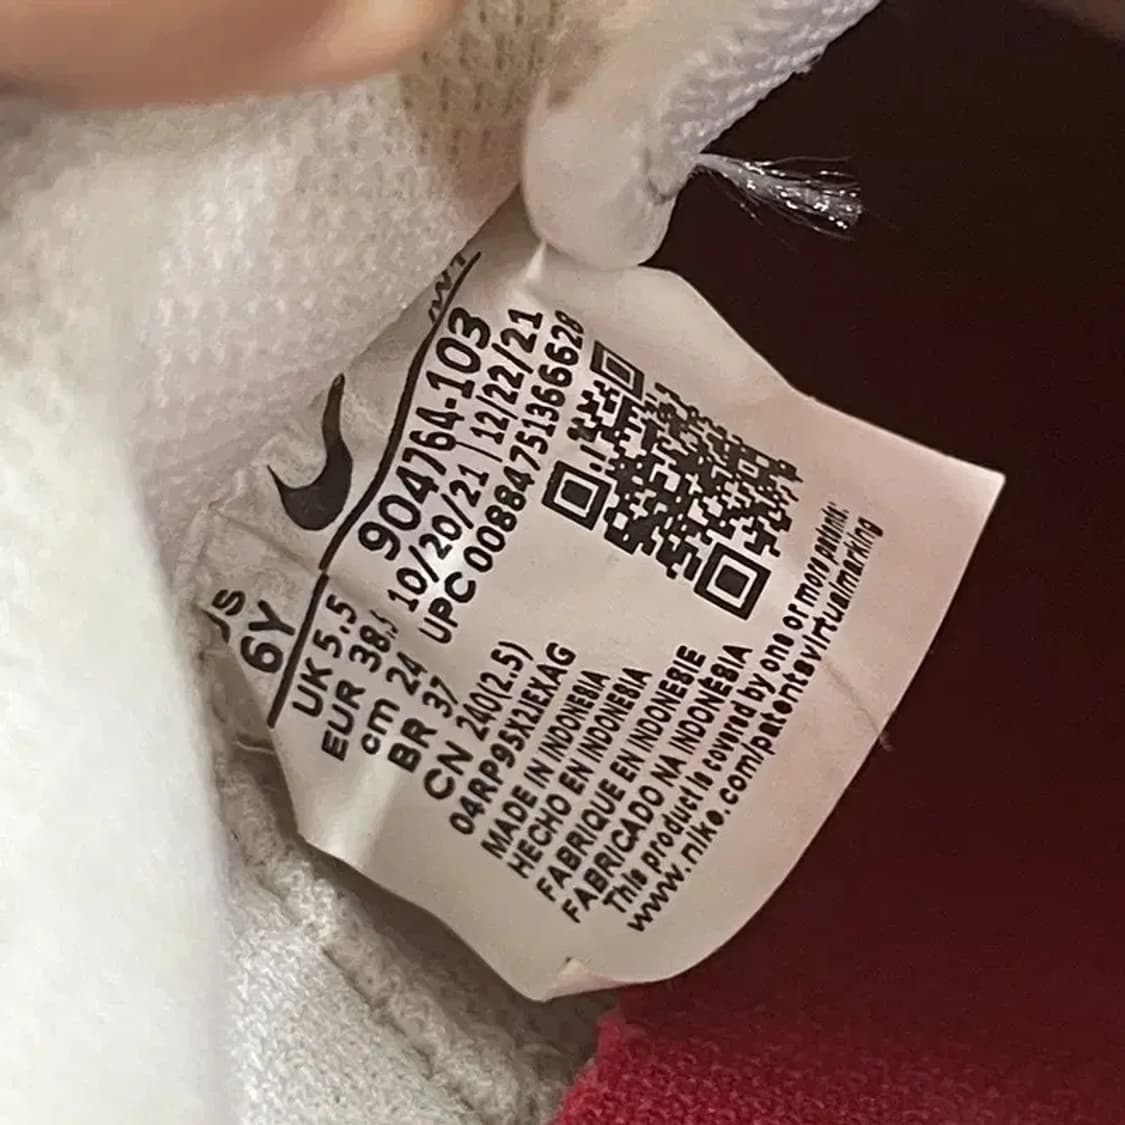 US
6Y
UK 5.5
EUR 38.5
cm 24
BR 37
CN 240(2.5)
904764-103
10/20/21 | 12/22/21
UPC 00884751366628
04RP95X2JEXAG
MADE IN INDONESIA
HECHO EN INDONESIA
FABRIQUE EN INDONESIE
FABRICADO NA INDONÉSIA
This product is covered by one or more patents:
www.nike.com/patentsvirtualmarking